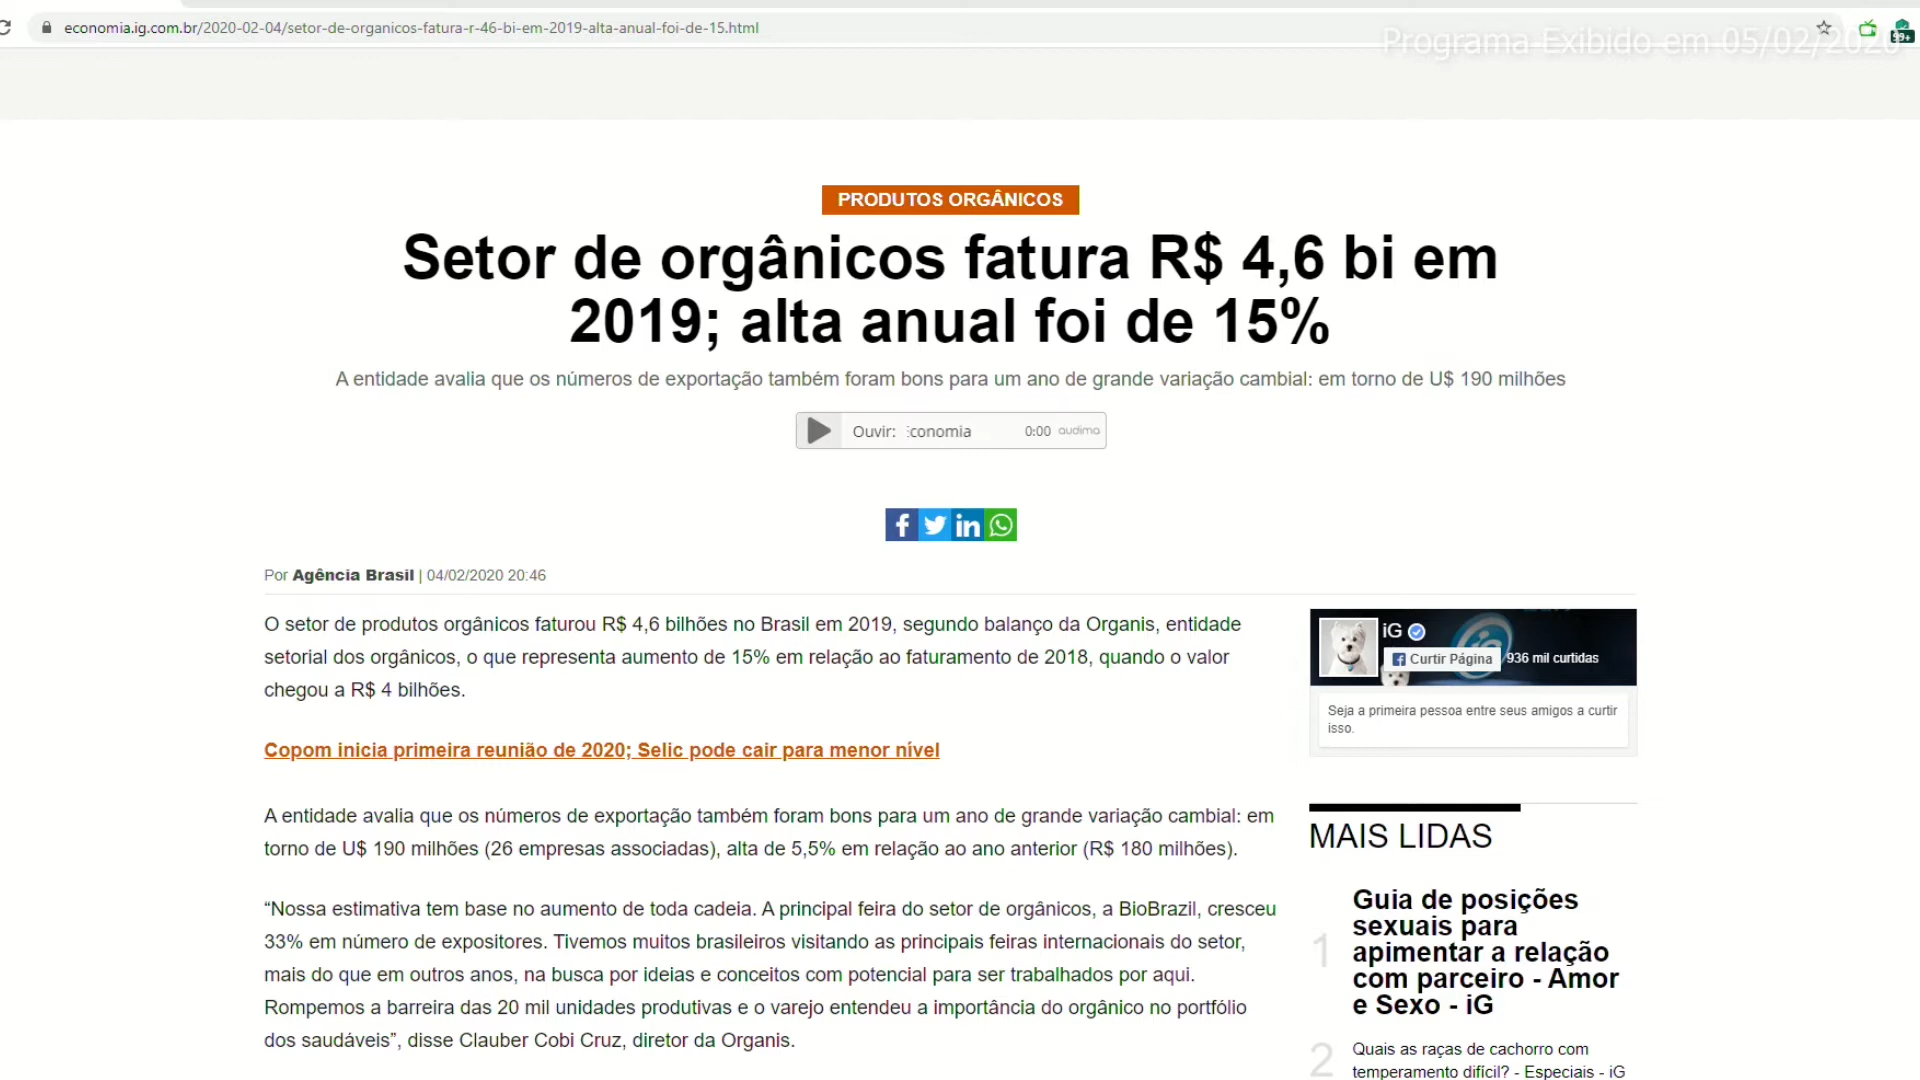 economia.ig.com.br/2020-02-04/setor-de-organicos-fatura-r-46-bi-em-2019-alta-anual-foi-de-15.html
Programa Exibido em 05/02/2020
99+
PRODUTOS ORGÂNICOS
Setor de orgânicos fatura R$ 4,6 bi em
2019; alta anual foi de 15%
A entidade avalia que os números de exportação também foram bons para um ano de grande variação cambial: em torno de U$ 190 milhões
Ouvir: Economia 0:00 audima
Por Agência Brasil | 04/02/2020 20:46
O setor de produtos orgânicos faturou R$ 4,6 bilhões no Brasil em 2019, segundo balanço da Organis, entidade
setorial dos orgânicos, o que representa aumento de 15% em relação ao faturamento de 2018, quando o valor
chegou a R$ 4 bilhões.
Copom inicia primeira reunião de 2020; Selic pode cair para menor nível
A entidade avalia que os números de exportação também foram bons para um ano de grande variação cambial: em
torno de U$ 190 milhões (26 empresas associadas), alta de 5,5% em relação ao ano anterior (R$ 180 milhões).
“Nossa estimativa tem base no aumento de toda cadeia. A principal feira do setor de orgânicos, a BioBrazil, cresceu
33% em número de expositores. Tivemos muitos brasileiros visitando as principais feiras internacionais do setor,
mais do que em outros anos, na busca por ideias e conceitos com potencial para ser trabalhados por aqui.
Rompemos a barreira das 20 mil unidades produtivas e o varejo entendeu a importância do orgânico no portfólio
dos saudáveis”, disse Clauber Cobi Cruz, diretor da Organis.
iG
Curtir Página 936 mil curtidas
Seja a primeira pessoa entre seus amigos a curtir
isso.
MAIS LIDAS
1
Guia de posições
sexuais para
apimentar a relação
com parceiro - Amor
e Sexo - iG
2
Quais as raças de cachorro com
temperamento difícil? - Especiais - iG